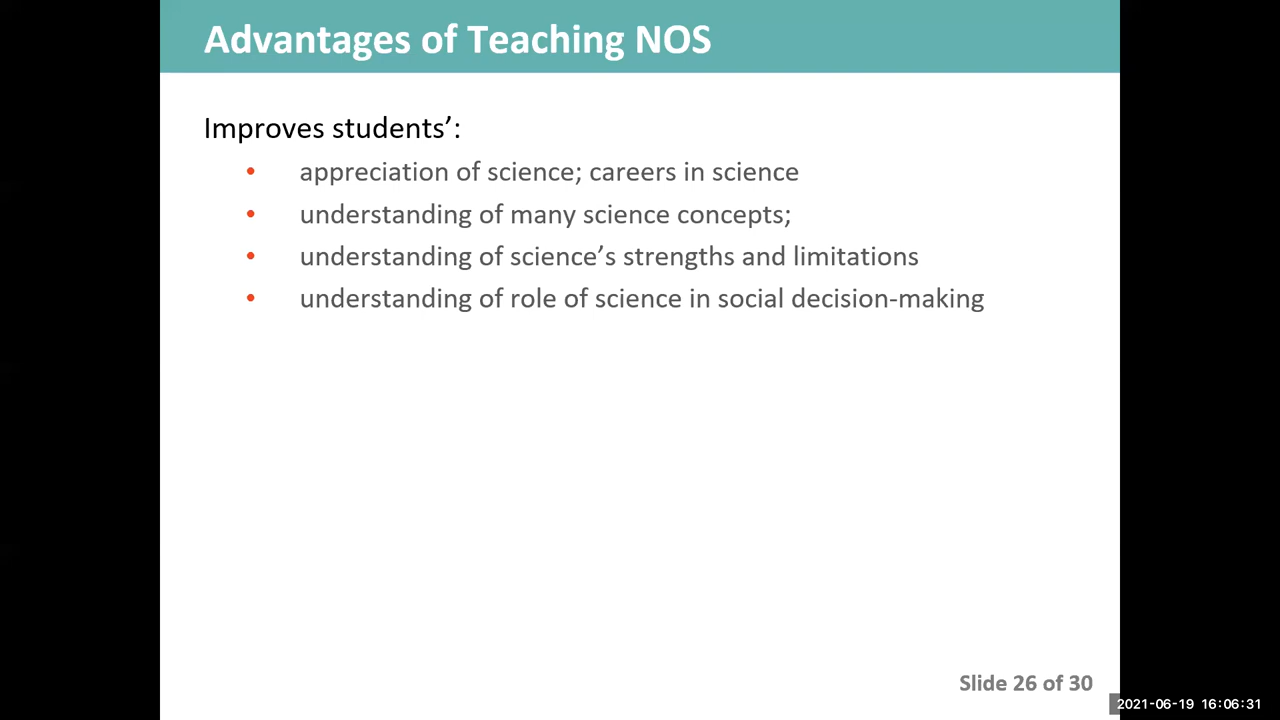 Advantages of Teaching NOS
Improves students’:
• appreciation of science; careers in science
• understanding of many science concepts;
• understanding of science’s strengths and limitations
• understanding of role of science in social decision-making
Slide 26 of 30
2021-06-19 16:06:31